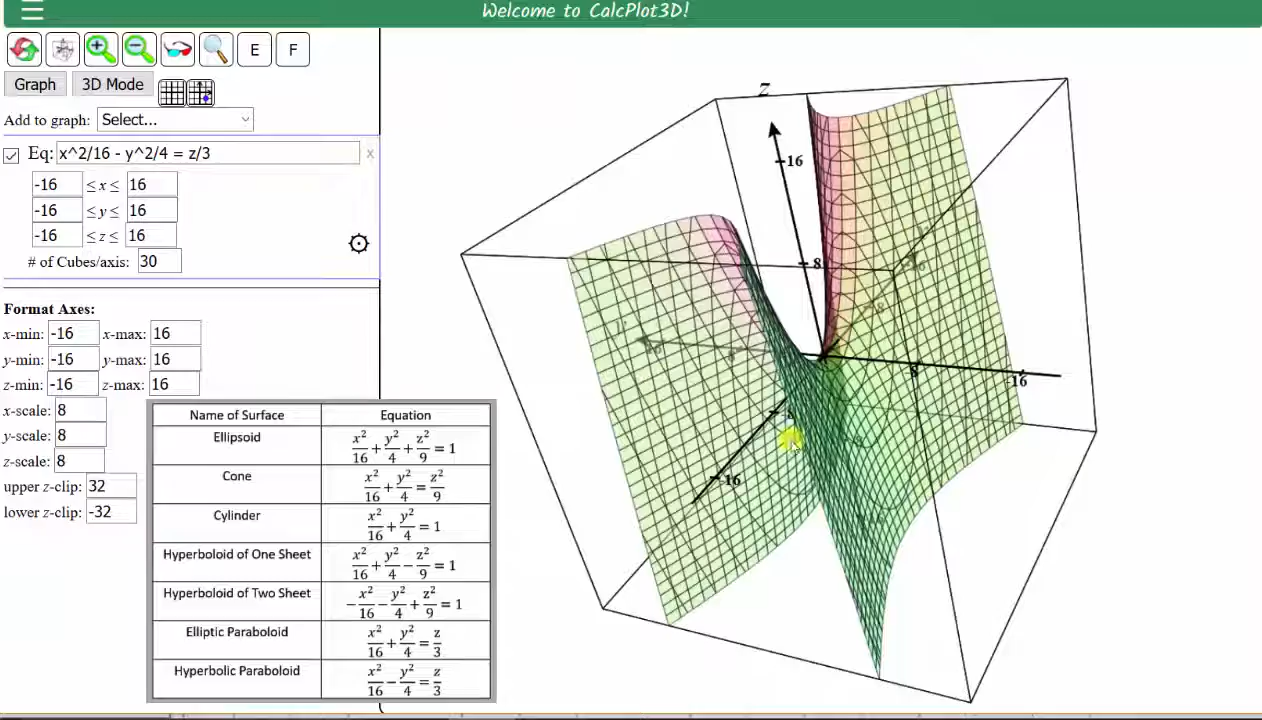 Welcome to CalcPlot3D!
E F
Graph 3D Mode
Add to graph: Select...
Eq: x^2/16 - y^2/4 = z/3 x
-16 ≤ x ≤ 16
-16 ≤ y ≤ 16
-16 ≤ z ≤ 16
# of Cubes/axis: 30
Format Axes:
x-min: -16 x-max: 16
y-min: -16 y-max: 16
z-min: -16 z-max: 16
x-scale: 8
y-scale: 8
z-scale: 8
upper z-clip: 32
lower z-clip: -32
Name of Surface Equation
Ellipsoid x²/16 + y²/4 + z²/9 = 1
Cone x²/16 + y²/4 = z²/9
Cylinder x²/16 + y²/4 = 1
Hyperboloid of One Sheet x²/16 + y²/4 - z²/9 = 1
Hyperboloid of Two Sheet -x²/16 - y²/4 + z²/9 = 1
Elliptic Paraboloid x²/16 + y²/4 = z/3
Hyperbolic Paraboloid x²/16 - y²/4 = z/3
z
16
8
8
-16
-8
-16